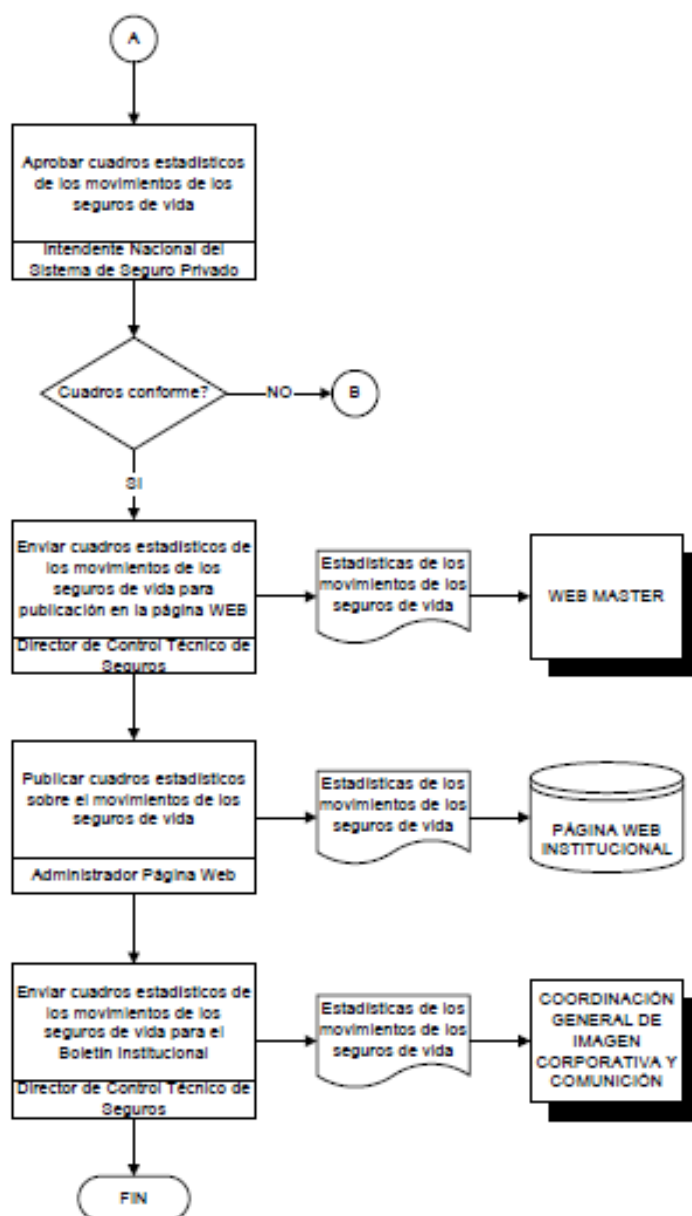 A
Aprobar cuadros estadísticos
de los movimientos de los
seguros de vida
Intendente Nacional del
Sistema de Seguro Privado
Cuadros conforme?
NO
B
SI
Enviar cuadros estadísticos de
los movimientos de los
seguros de vida para
publicación en la página WEB
Director de Control Técnico de
Seguros
Estadísticas de los
movimientos de los
seguros de vida
WEB MASTER
Publicar cuadros estadísticos
sobre el movimientos de los
seguros de vida
Administrador Página Web
Estadísticas de los
movimientos de los
seguros de vida
PÁGINA WEB
INSTITUCIONAL
Enviar cuadros estadísticos de
los movimientos de los
seguros de vida para el
Boletín Institucional
Director de Control Técnico de
Seguros
Estadísticas de los
movimientos de los
seguros de vida
COORDINACIÓN
GENERAL DE
IMAGEN
CORPORATIVA Y
COMUNICIÓN
FIN